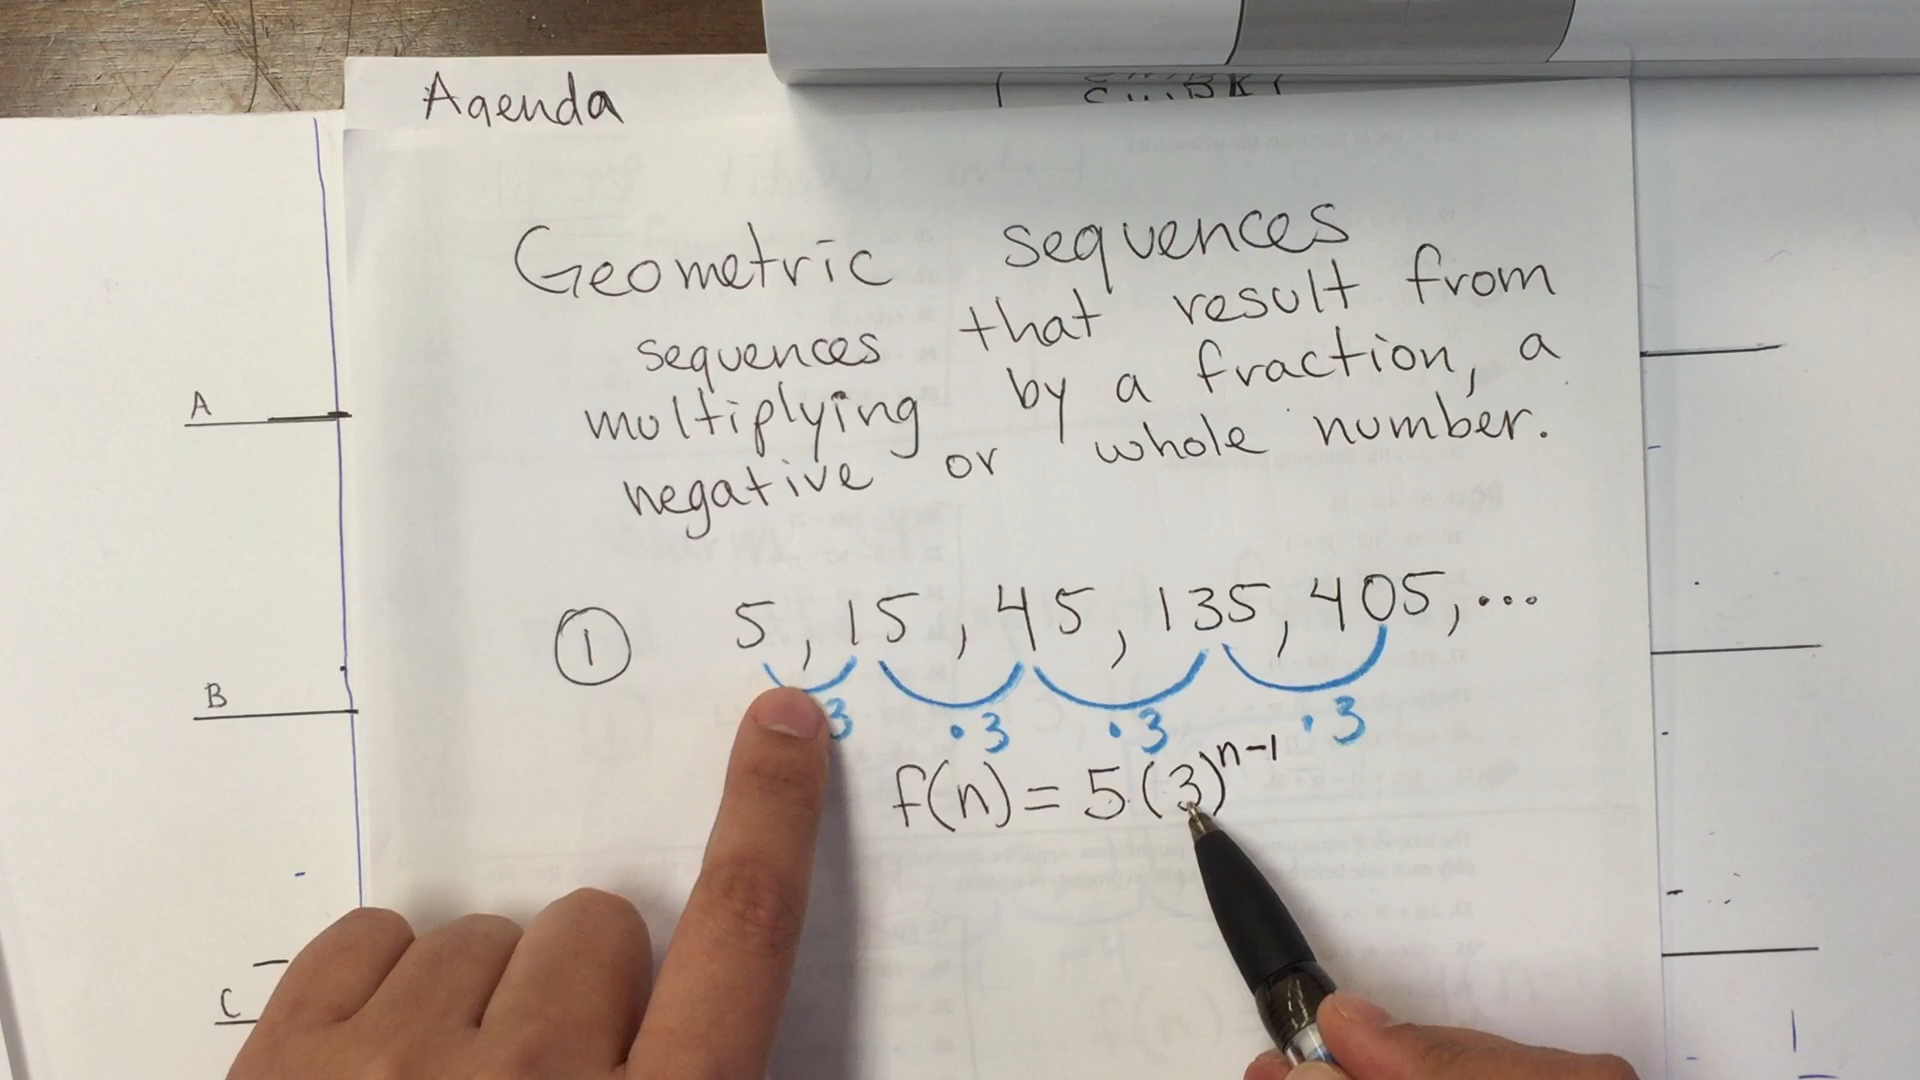 Agenda
Geometric sequences
sequences that result from
multiplying by a fraction, a
negative or whole number.
A
B
C
① 5, 15, 45, 135, 405, ...
3 · 3 · 3 · 3
f(n) = 5(3)ⁿ⁻¹